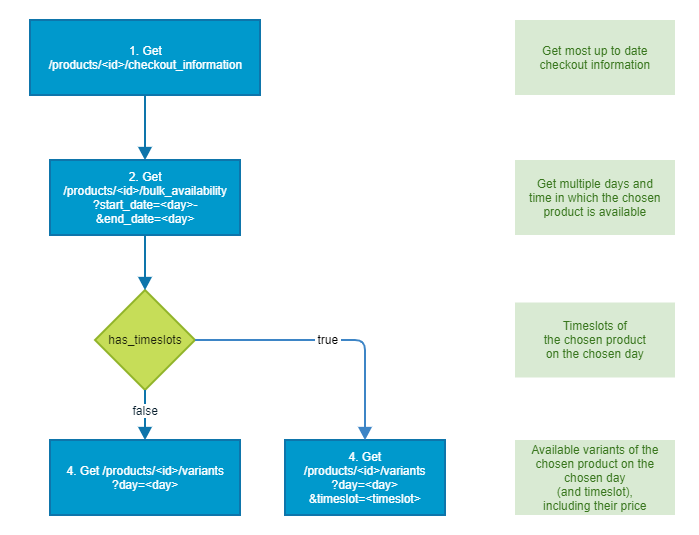 1. Get
/products/<id>/checkout_information
Get most up to date
checkout information
2. Get
/products/<id>/bulk_availability
?start_date=<day>-
&end_date=<day>
Get multiple days and
time in which the chosen
product is available
has_timeslots
true
Timeslots of
the chosen product
on the chosen day
false
4. Get /products/<id>/variants
?day=<day>
4. Get
/products/<id>/variants
?day=<day>
&timeslot=<timeslot>
Available variants of the
chosen product on the
chosen day
(and timeslot),
including their price